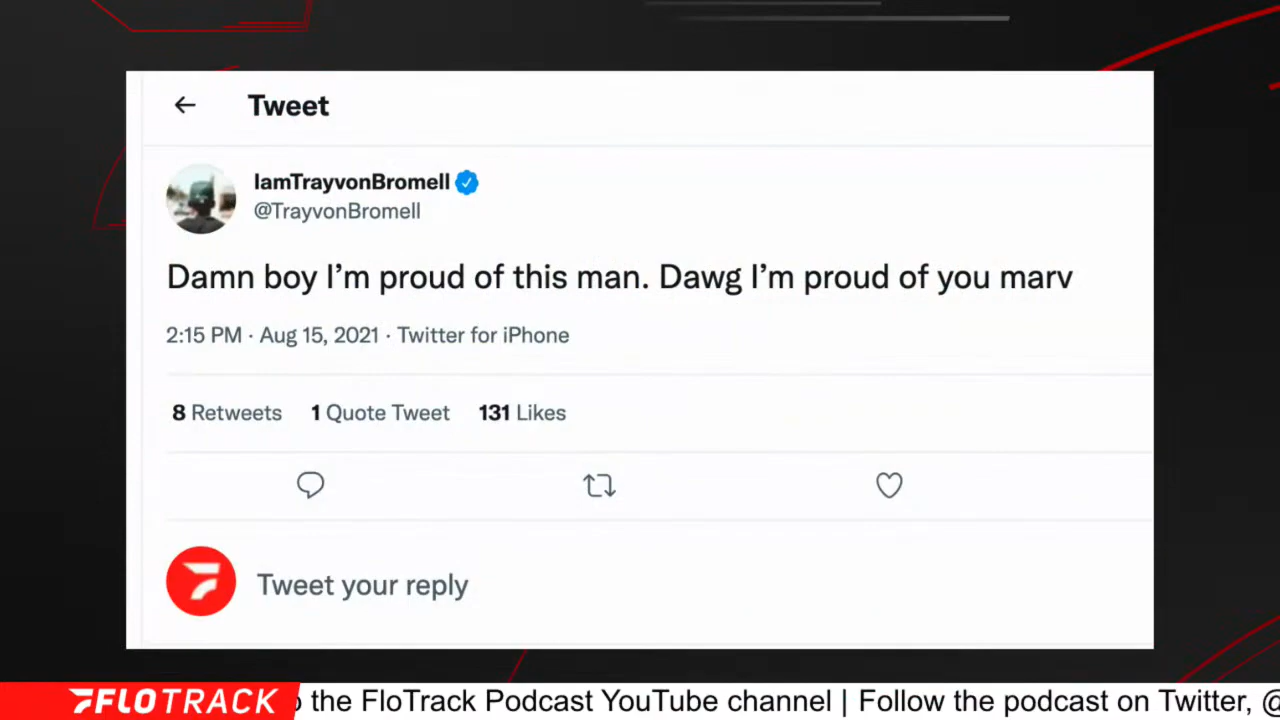 Tweet
IamTrayvonBromell
@TrayvonBromell
Damn boy I’m proud of this man. Dawg I’m proud of you marv
2:15 PM · Aug 15, 2021 · Twitter for iPhone
8 Retweets 1 Quote Tweet 131 Likes
Tweet your reply
FLOTRACK
the FloTrack Podcast YouTube channel | Follow the podcast on Twitter, @